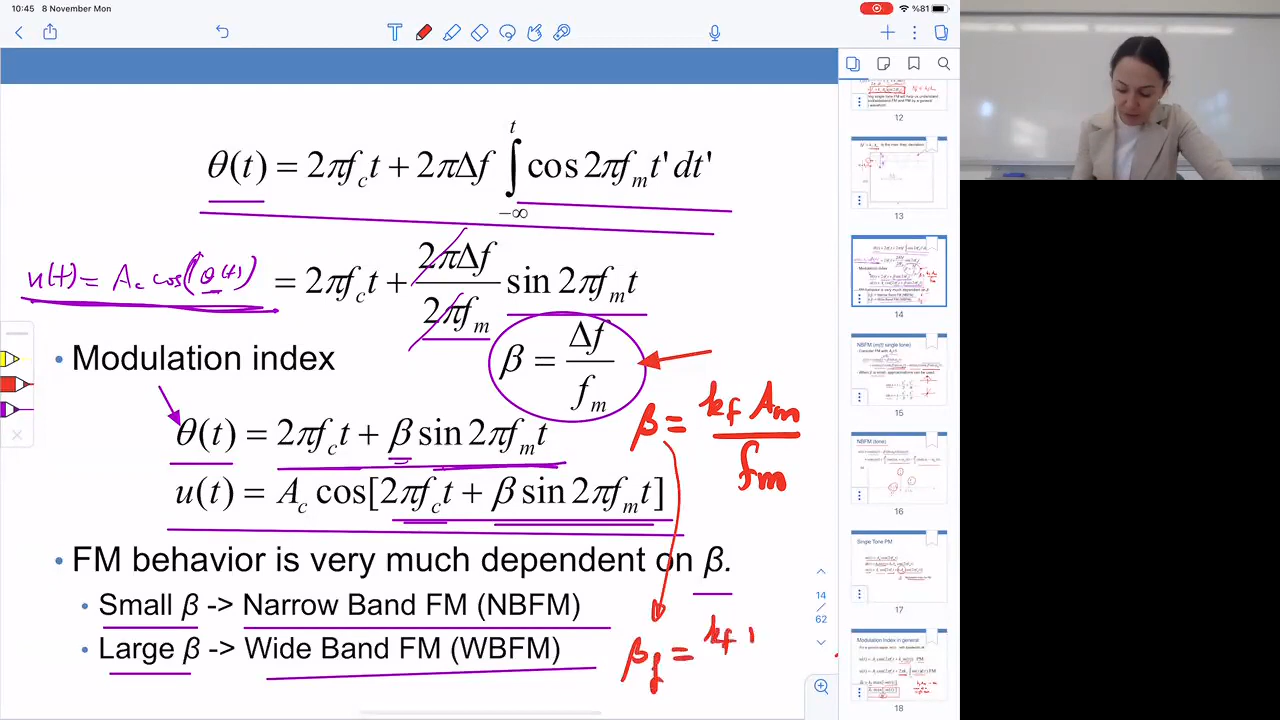 10:45 8 November Mon
%81
θ(t) = 2πf_c t + 2πΔf ∫_{-∞}^{t} cos 2πf_m t' dt'
u(t) = A_c cos(θ(t)) = 2πf_c t + 2πΔf / 2πf_m sin 2πf_m t
• Modulation index
β = Δf / f_m
β = k_f A_m / f_m
θ(t) = 2πf_c t + β sin 2πf_m t
u(t) = A_c cos[2πf_c t + β sin 2πf_m t]
• FM behavior is very much dependent on β.
• Small β -> Narrow Band FM (NBFM)
• Large β -> Wide Band FM (WBFM)
β_f = k_f
14 / 62
12
13
14
NBFM (m(t) single tone)
15
NBFM (tone)
16
Single Tone PM
17
Modulation Index in general:
18